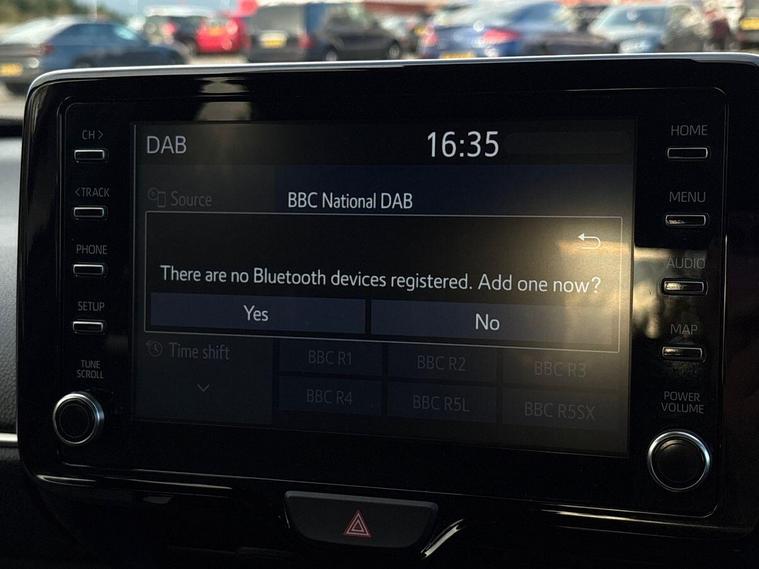 CH >
< TRACK
PHONE
SETUP
TUNE
SCROLL
DAB
16:35
Source
BBC National DAB
There are no Bluetooth devices registered. Add one now?
Yes
No
Time shift
BBC R1
BBC R2
BBC R3
BBC R4
BBC R5L
BBC R5SX
HOME
MENU
AUDIO
MAP
POWER
VOLUME